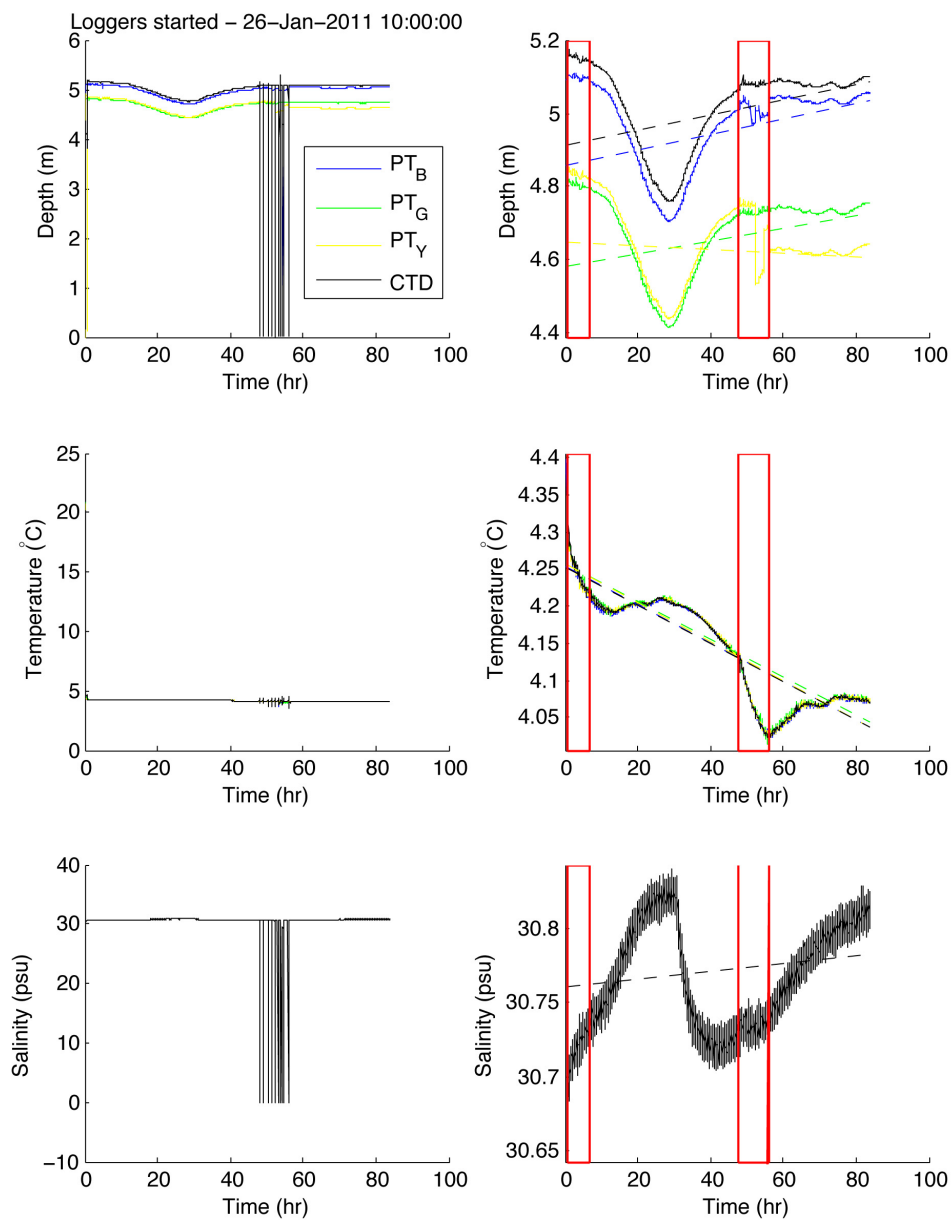 Loggers started − 26−Jan−2011 10:00:00
6
5
4
3
2
1
0
Depth (m)
0 20 40 60 80 100
Time (hr)
PT_B
PT_G
PT_Y
CTD
5.2
5
4.8
4.6
4.4
Depth (m)
0 20 40 60 80 100
Time (hr)
25
20
15
10
5
0
Temperature (°C)
0 20 40 60 80 100
Time (hr)
4.4
4.35
4.3
4.25
4.2
4.15
4.1
4.05
Temperature (°C)
0 20 40 60 80 100
Time (hr)
40
30
20
10
0
−10
Salinity (psu)
0 20 40 60 80 100
Time (hr)
30.8
30.75
30.7
30.65
Salinity (psu)
0 20 40 60 80 100
Time (hr)